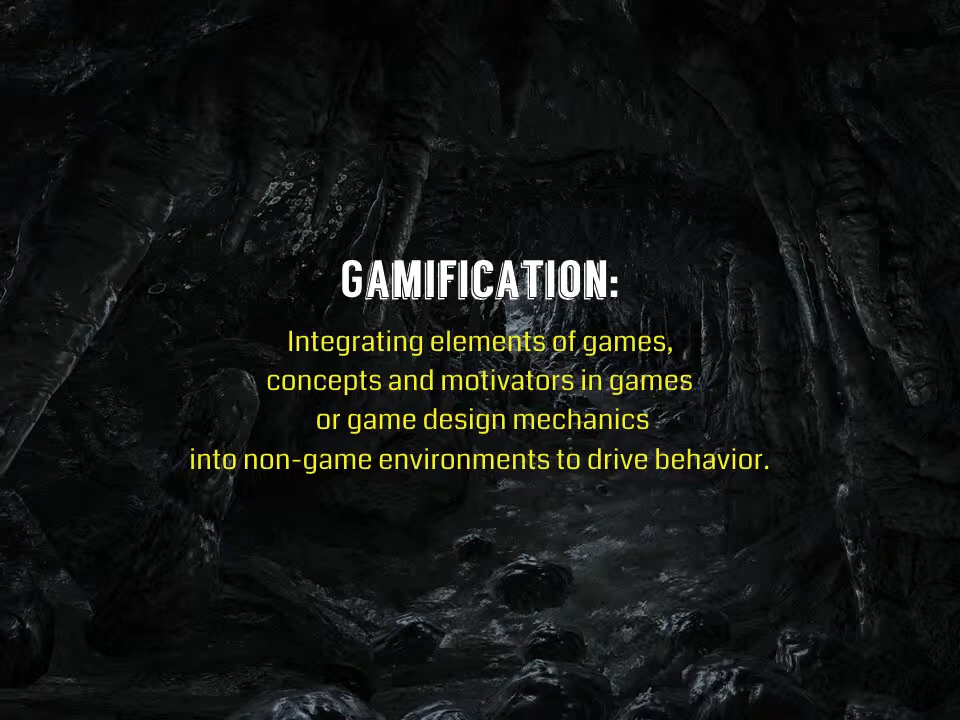 GAMIFICATION:
Integrating elements of games,
concepts and motivators in games
or game design mechanics
into non-game environments to drive behavior.